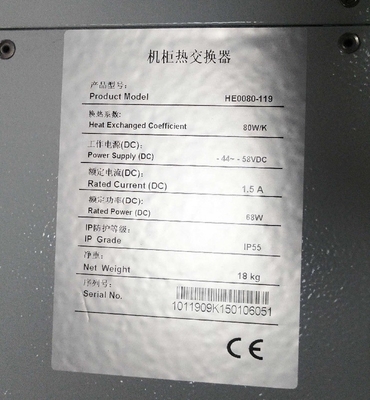 机柜热交换器
产品型号:
Product Model HE0080-119
换热系数:
Heat Exchanged Coefficient 80W/K
工作电源(DC):
Power Supply (DC) -44~ -58VDC
额定电流(DC):
Rated Current (DC) 1.5 A
额定功率(DC):
Rated Power (DC) 68W
IP防护等级:
IP Grade IP55
净重:
Net Weight 18 kg
序列号:
Serial No. 1011909K150106051
CE